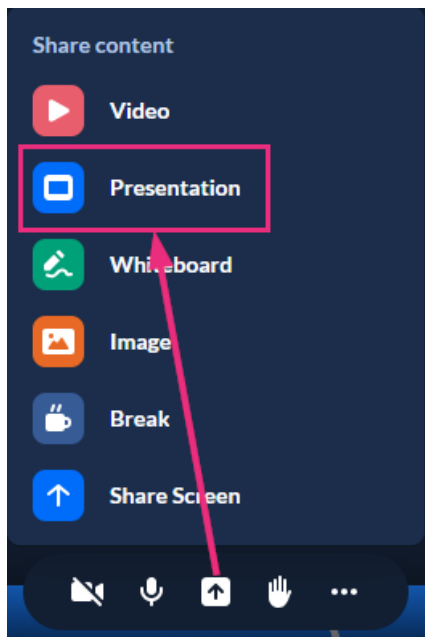 Share content
Video
Presentation
Whiteboard
Image
Break
Share Screen